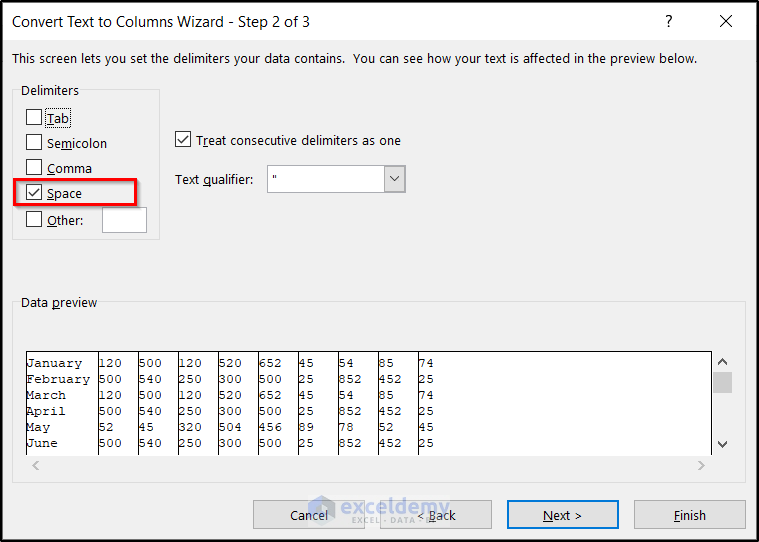 Convert Text to Columns Wizard - Step 2 of 3 ?
This screen lets you set the delimiters your data contains. You can see how your text is affected in the preview below.
Delimiters
Tab
Semicolon
Comma
Space
Other:
Treat consecutive delimiters as one
Text qualifier: "
Data preview
January 120 500 120 520 652 45 54 85 74
February 500 540 250 300 500 25 852 452 25
March 120 500 120 520 652 45 54 85 74
April 500 540 250 300 500 25 852 452 25
May 52 45 320 504 456 89 78 52 45
June 500 540 250 300 500 25 852 452 25
Cancel < Back Next > Finish
exceldemy
EXCEL - DATA -